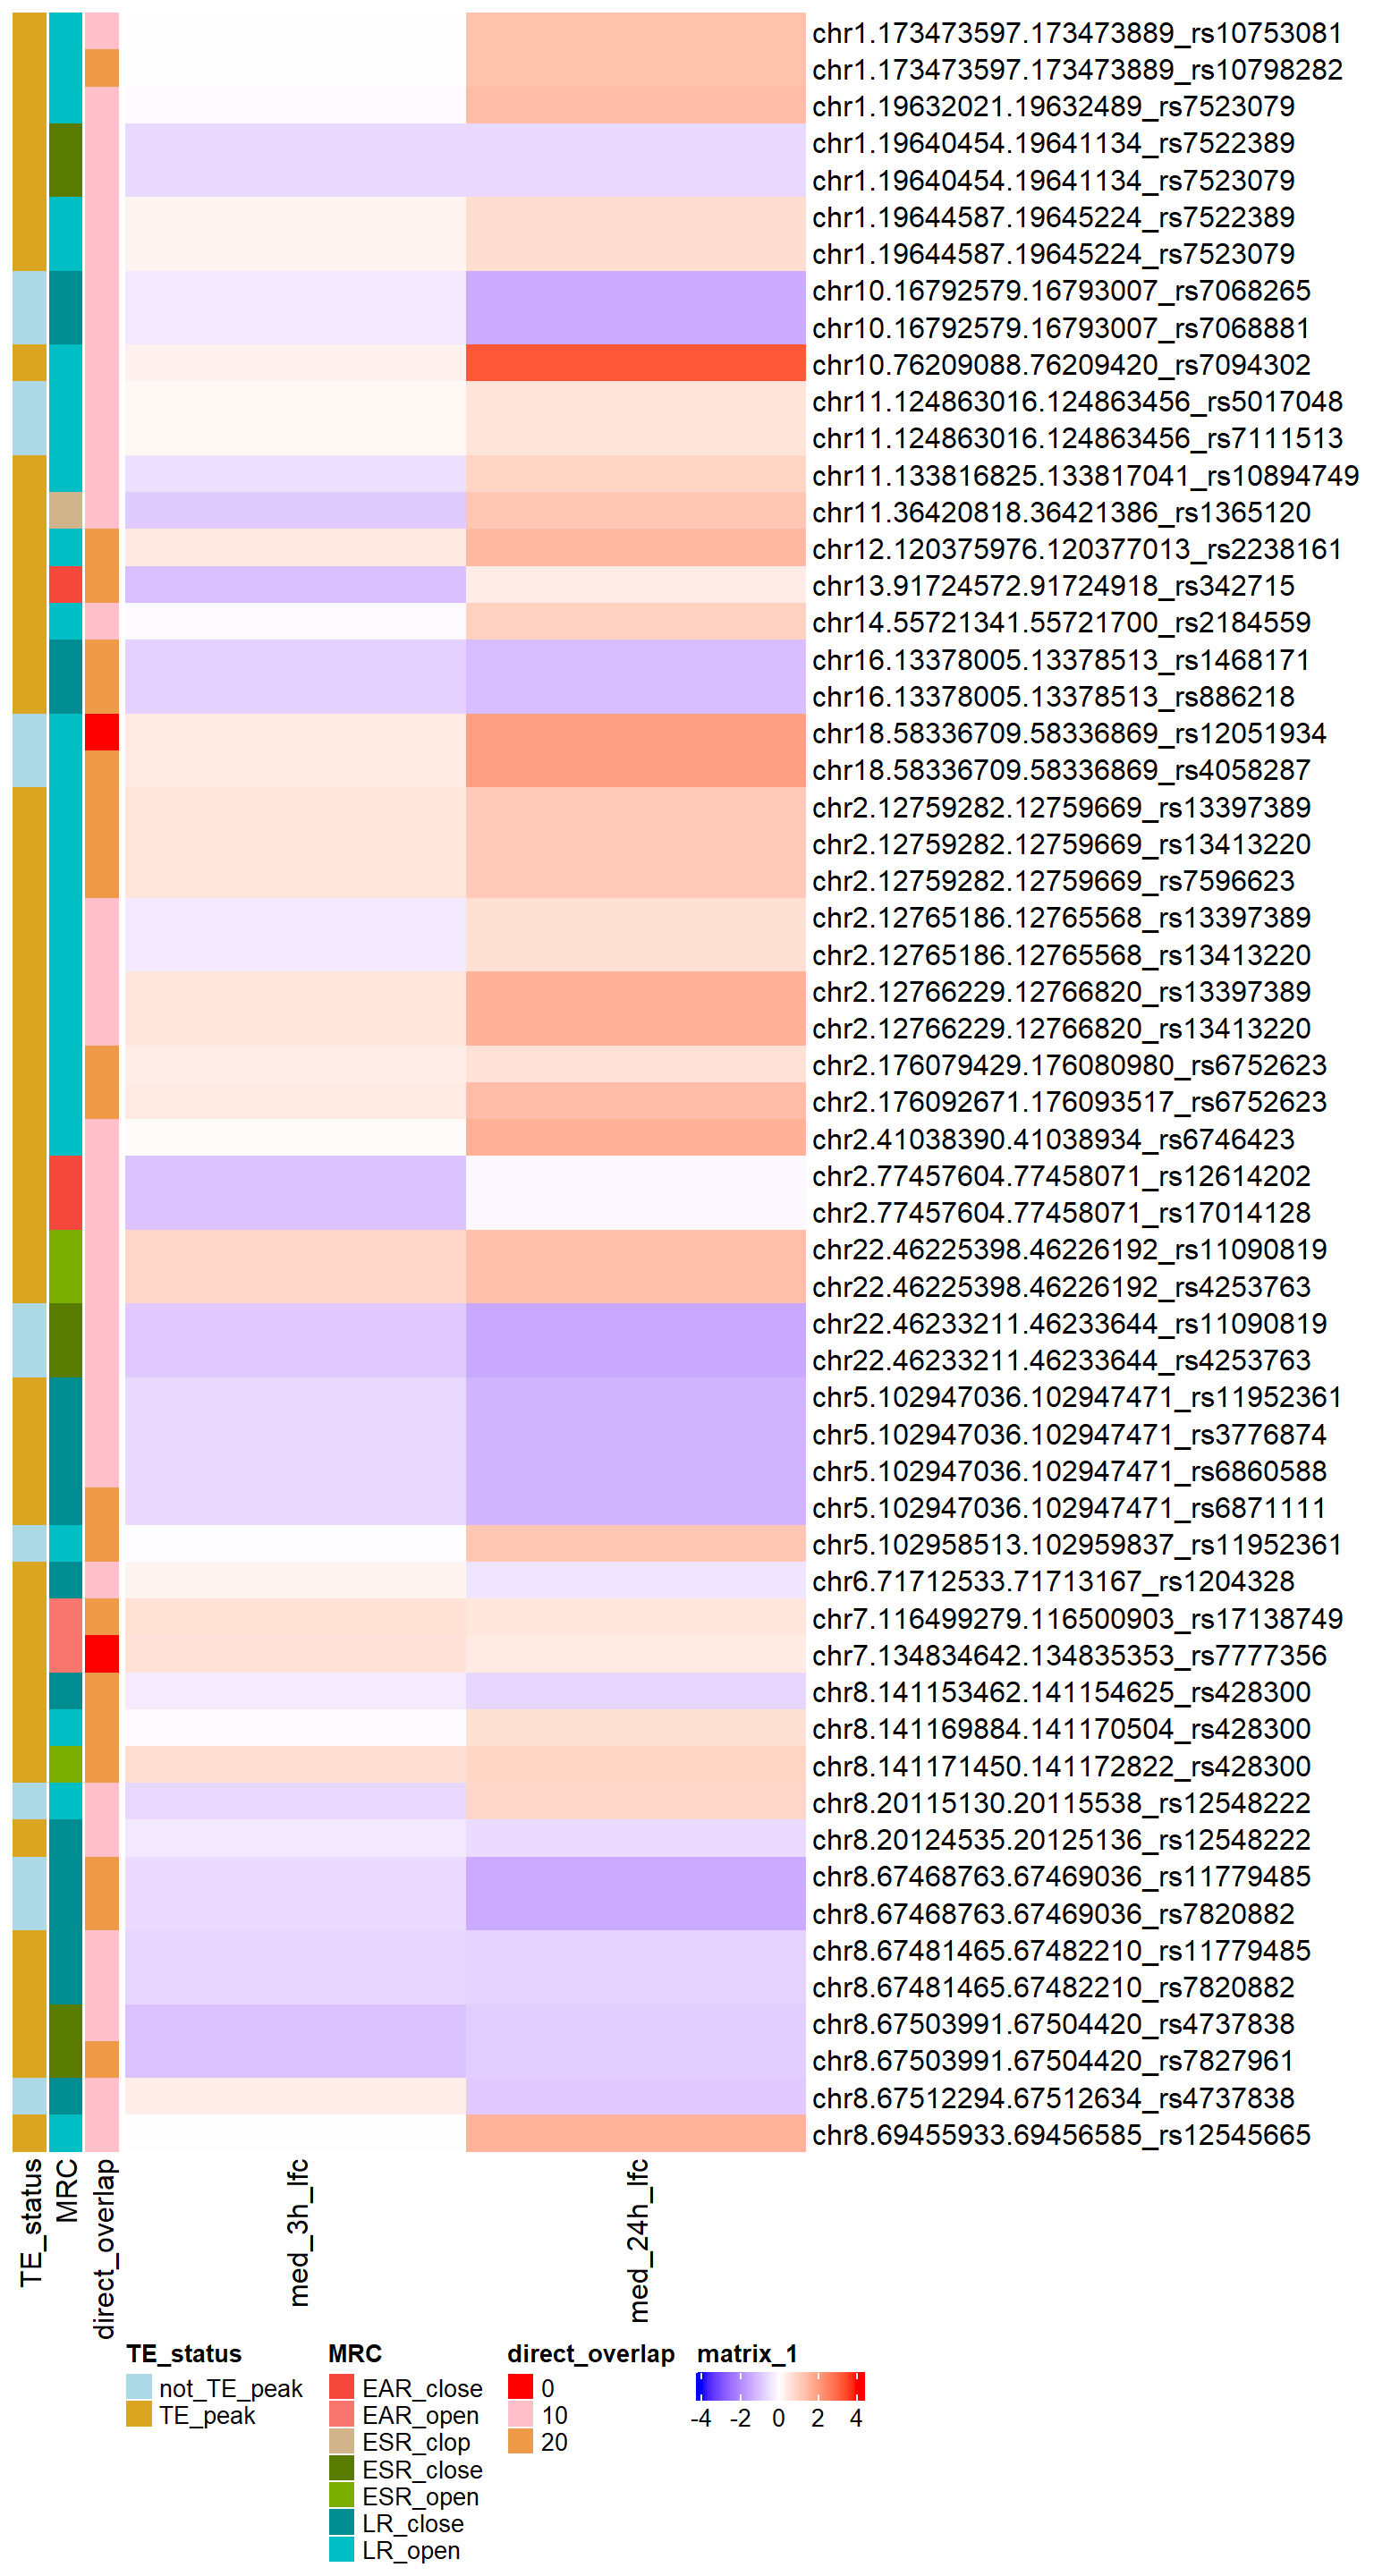 chr1.173473597.173473889_rs10753081
chr1.173473597.173473889_rs10798282
chr1.19632021.19632489_rs7523079
chr1.19640454.19641134_rs7522389
chr1.19640454.19641134_rs7523079
chr1.19644587.19645224_rs7522389
chr1.19644587.19645224_rs7523079
chr10.16792579.16793007_rs7068265
chr10.16792579.16793007_rs7068881
chr10.76209088.76209420_rs7094302
chr11.124863016.124863456_rs5017048
chr11.124863016.124863456_rs7111513
chr11.133816825.133817041_rs10894749
chr11.36420818.36421386_rs1365120
chr12.120375976.120377013_rs2238161
chr13.91724572.91724918_rs342715
chr14.55721341.55721700_rs2184559
chr16.13378005.13378513_rs1468171
chr16.13378005.13378513_rs886218
chr18.58336709.58336869_rs12051934
chr18.58336709.58336869_rs4058287
chr2.12759282.12759669_rs13397389
chr2.12759282.12759669_rs13413220
chr2.12759282.12759669_rs7596623
chr2.12765186.12765568_rs13397389
chr2.12765186.12765568_rs13413220
chr2.12766229.12766820_rs13397389
chr2.12766229.12766820_rs13413220
chr2.176079429.176080980_rs6752623
chr2.176092671.176093517_rs6752623
chr2.41038390.41038934_rs6746423
chr2.77457604.77458071_rs12614202
chr2.77457604.77458071_rs17014128
chr22.46225398.46226192_rs11090819
chr22.46225398.46226192_rs4253763
chr22.46233211.46233644_rs11090819
chr22.46233211.46233644_rs4253763
chr5.102947036.102947471_rs11952361
chr5.102947036.102947471_rs3776874
chr5.102947036.102947471_rs6860588
chr5.102947036.102947471_rs6871111
chr5.102958513.102959837_rs11952361
chr6.71712533.71713167_rs1204328
chr7.116499279.116500903_rs17138749
chr7.134834642.134835353_rs7777356
chr8.141153462.141154625_rs428300
chr8.141169884.141170504_rs428300
chr8.141171450.141172822_rs428300
chr8.20115130.20115538_rs12548222
chr8.20124535.20125136_rs12548222
chr8.67468763.67469036_rs11779485
chr8.67468763.67469036_rs7820882
chr8.67481465.67482210_rs11779485
chr8.67481465.67482210_rs7820882
chr8.67503991.67504420_rs4737838
chr8.67503991.67504420_rs7827961
chr8.67512294.67512634_rs4737838
chr8.69455933.69456585_rs12545665
TE_status
MRC
direct_overlap
med_3h_lfc
med_24h_lfc
TE_status
not_TE_peak
TE_peak
MRC
EAR_close
EAR_open
ESR_clop
ESR_close
ESR_open
LR_close
LR_open
direct_overlap
0
10
20
matrix_1
-4 -2 0 2 4